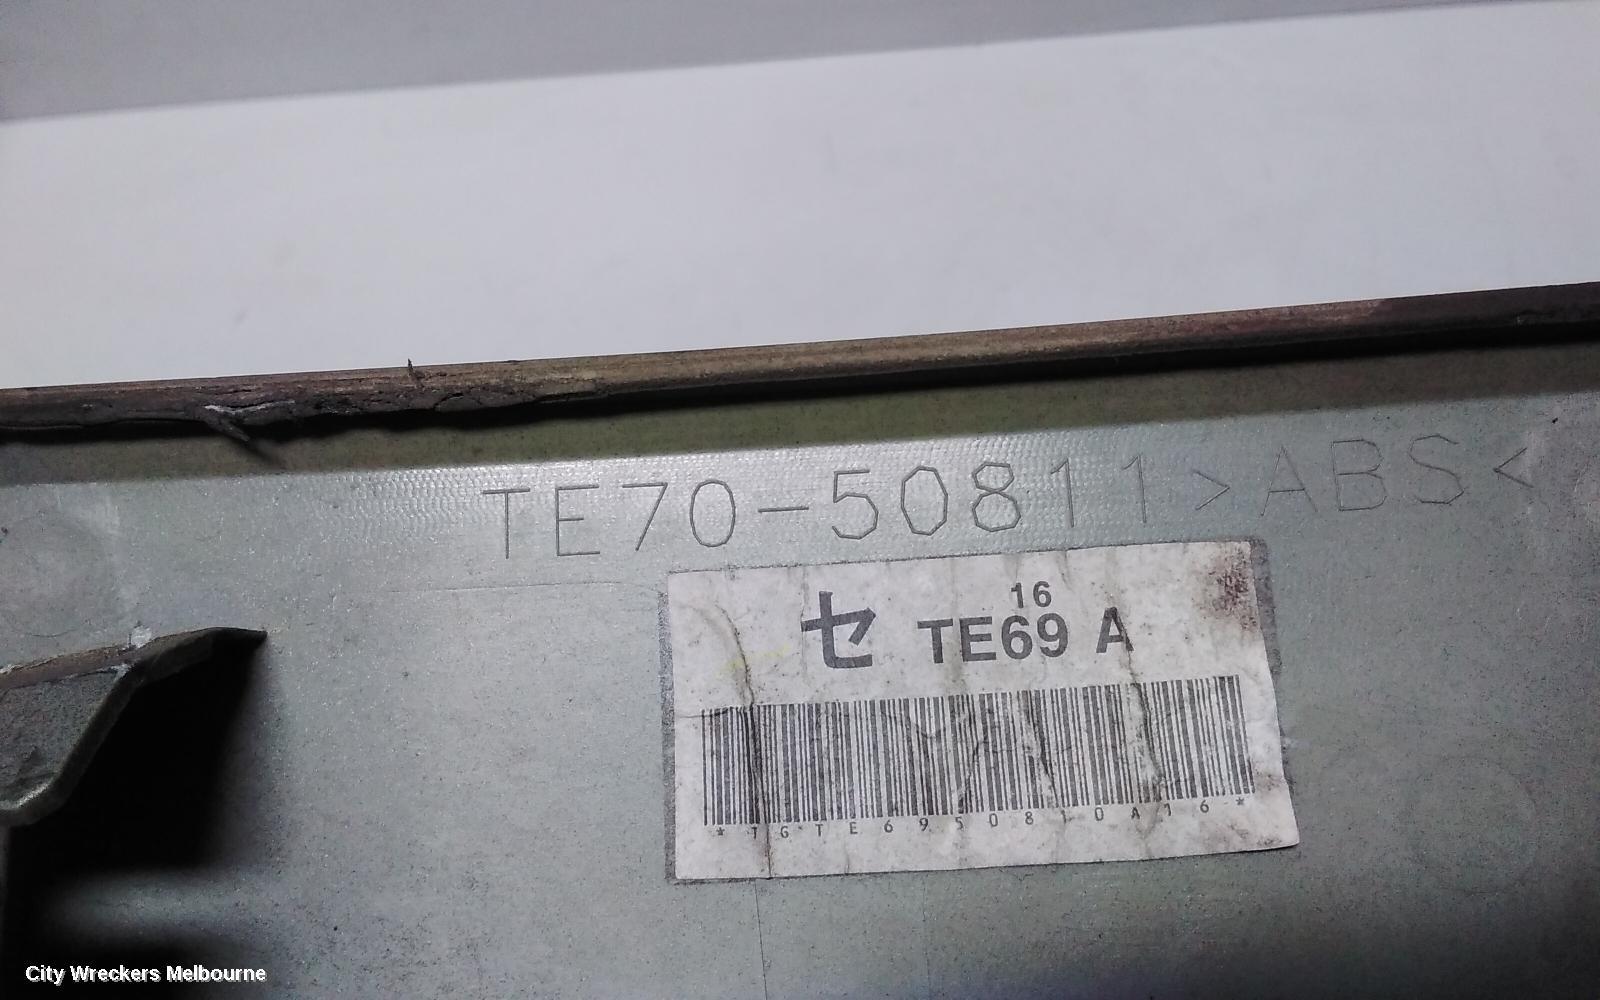 TE70-50811>ABS<
セ TE69 A
16
*TGTE6950810A16*
City Wreckers Melbourne